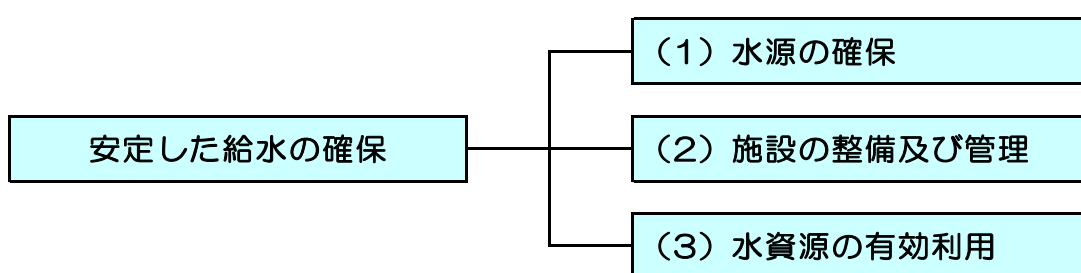 安定した給水の確保
（1）水源の確保
（2）施設の整備及び管理
（3）水資源の有効利用